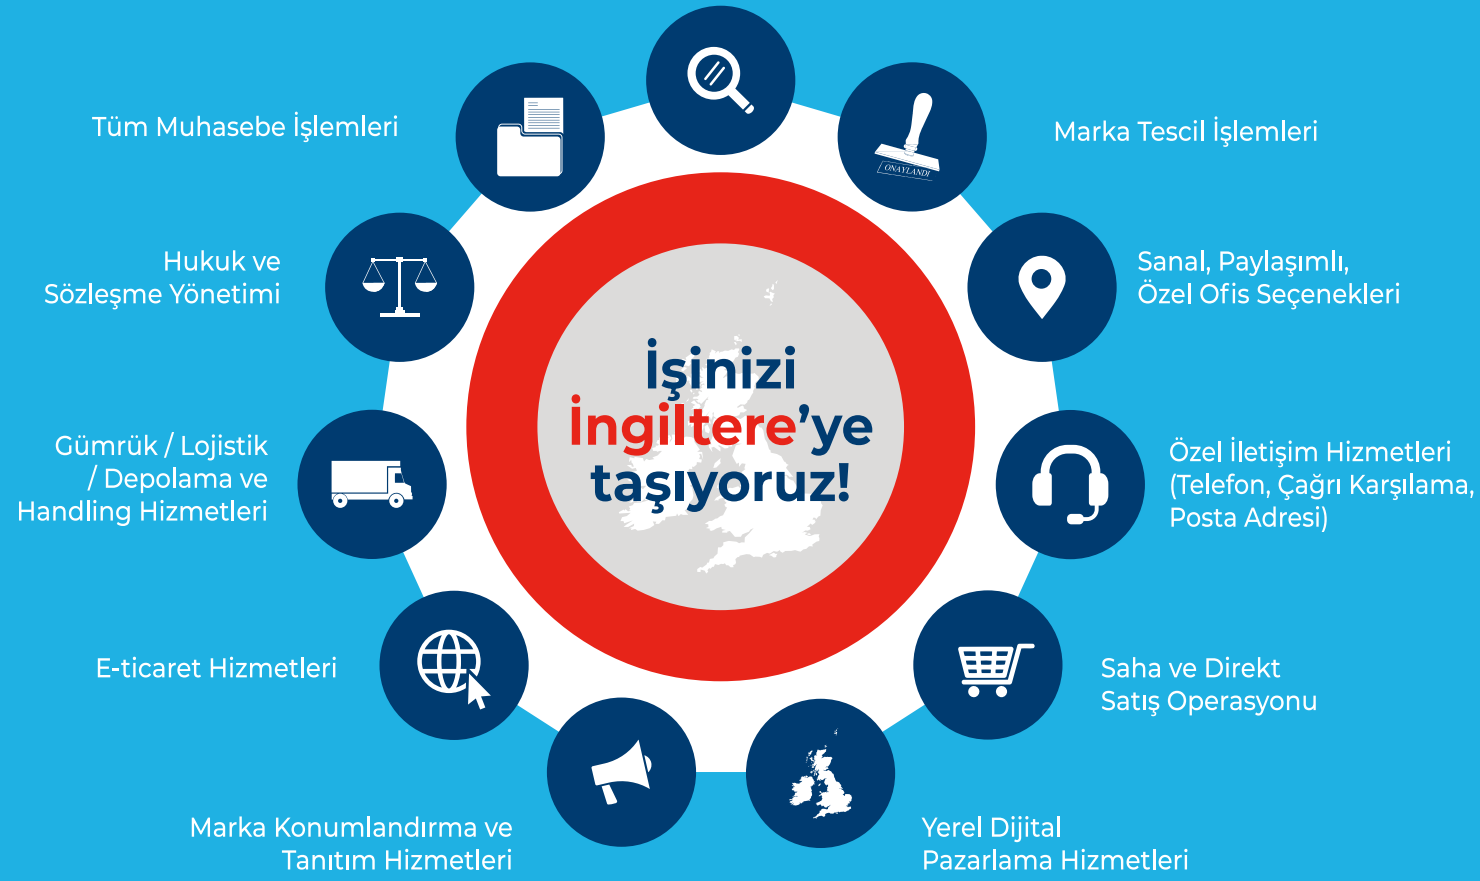 Tüm Muhasebe İşlemleri
ONAYLANDI
Marka Tescil İşlemleri
Hukuk ve
Sözleşme Yönetimi
Sanal, Paylaşımlı,
Özel Ofis Seçenekleri
İşinizi
İngiltere’ye
taşıyoruz!
Gümrük / Lojistik
/ Depolama ve
Handling Hizmetleri
Özel İletişim Hizmetleri
(Telefon, Çağrı Karşılama,
Posta Adresi)
E-ticaret Hizmetleri
Saha ve Direkt
Satış Operasyonu
Marka Konumlandırma ve
Tanıtım Hizmetleri
Yerel Dijital
Pazarlama Hizmetleri